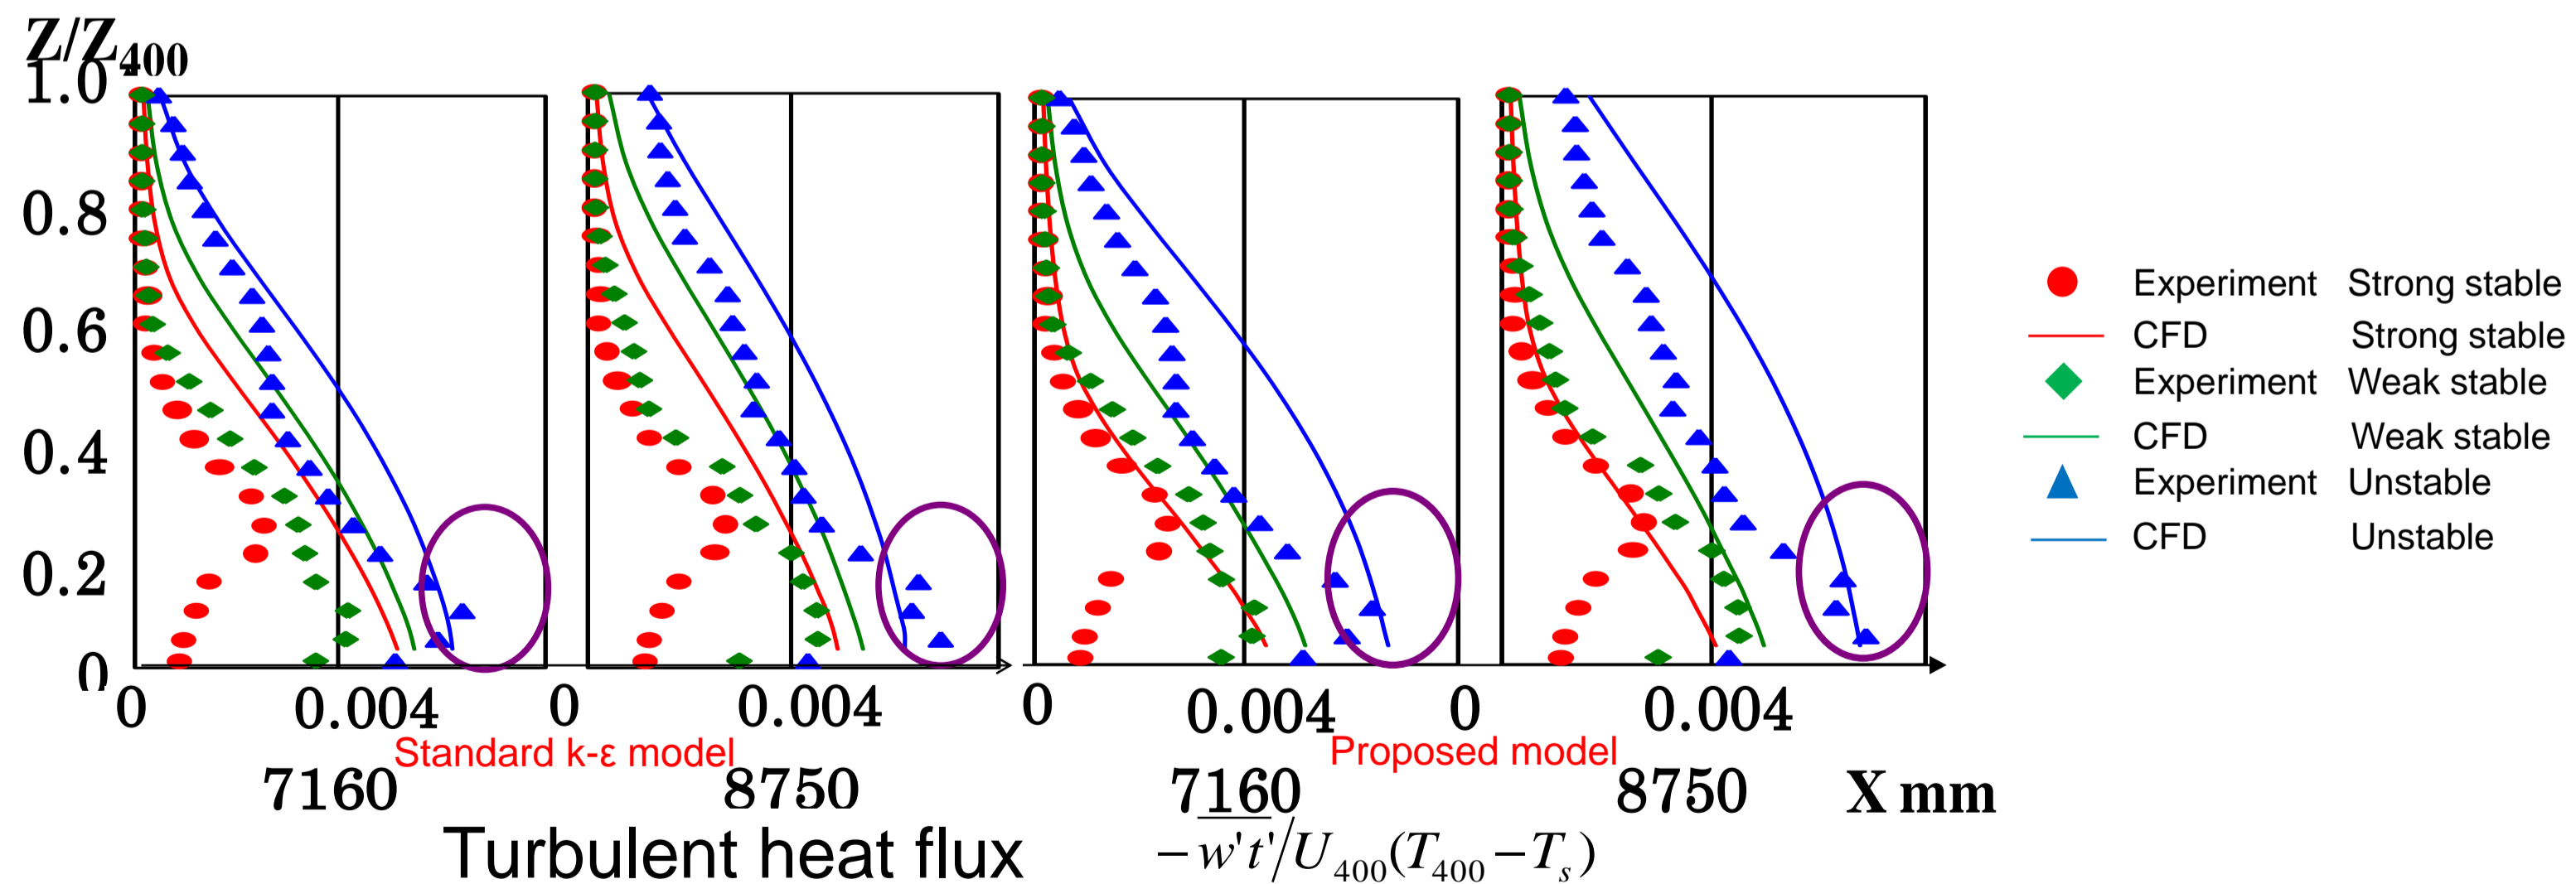 Z/Z400
1.0
0.8
0.6
0.4
0.2
0
0 0.004 0 0.004 0 0.004 0 0.004
Standard k-ε model Proposed model
7160 8750 7160 8750 X mm
Turbulent heat flux −w't'/U400(T400−Ts)
Experiment Strong stable
CFD Strong stable
Experiment Weak stable
CFD Weak stable
Experiment Unstable
CFD Unstable